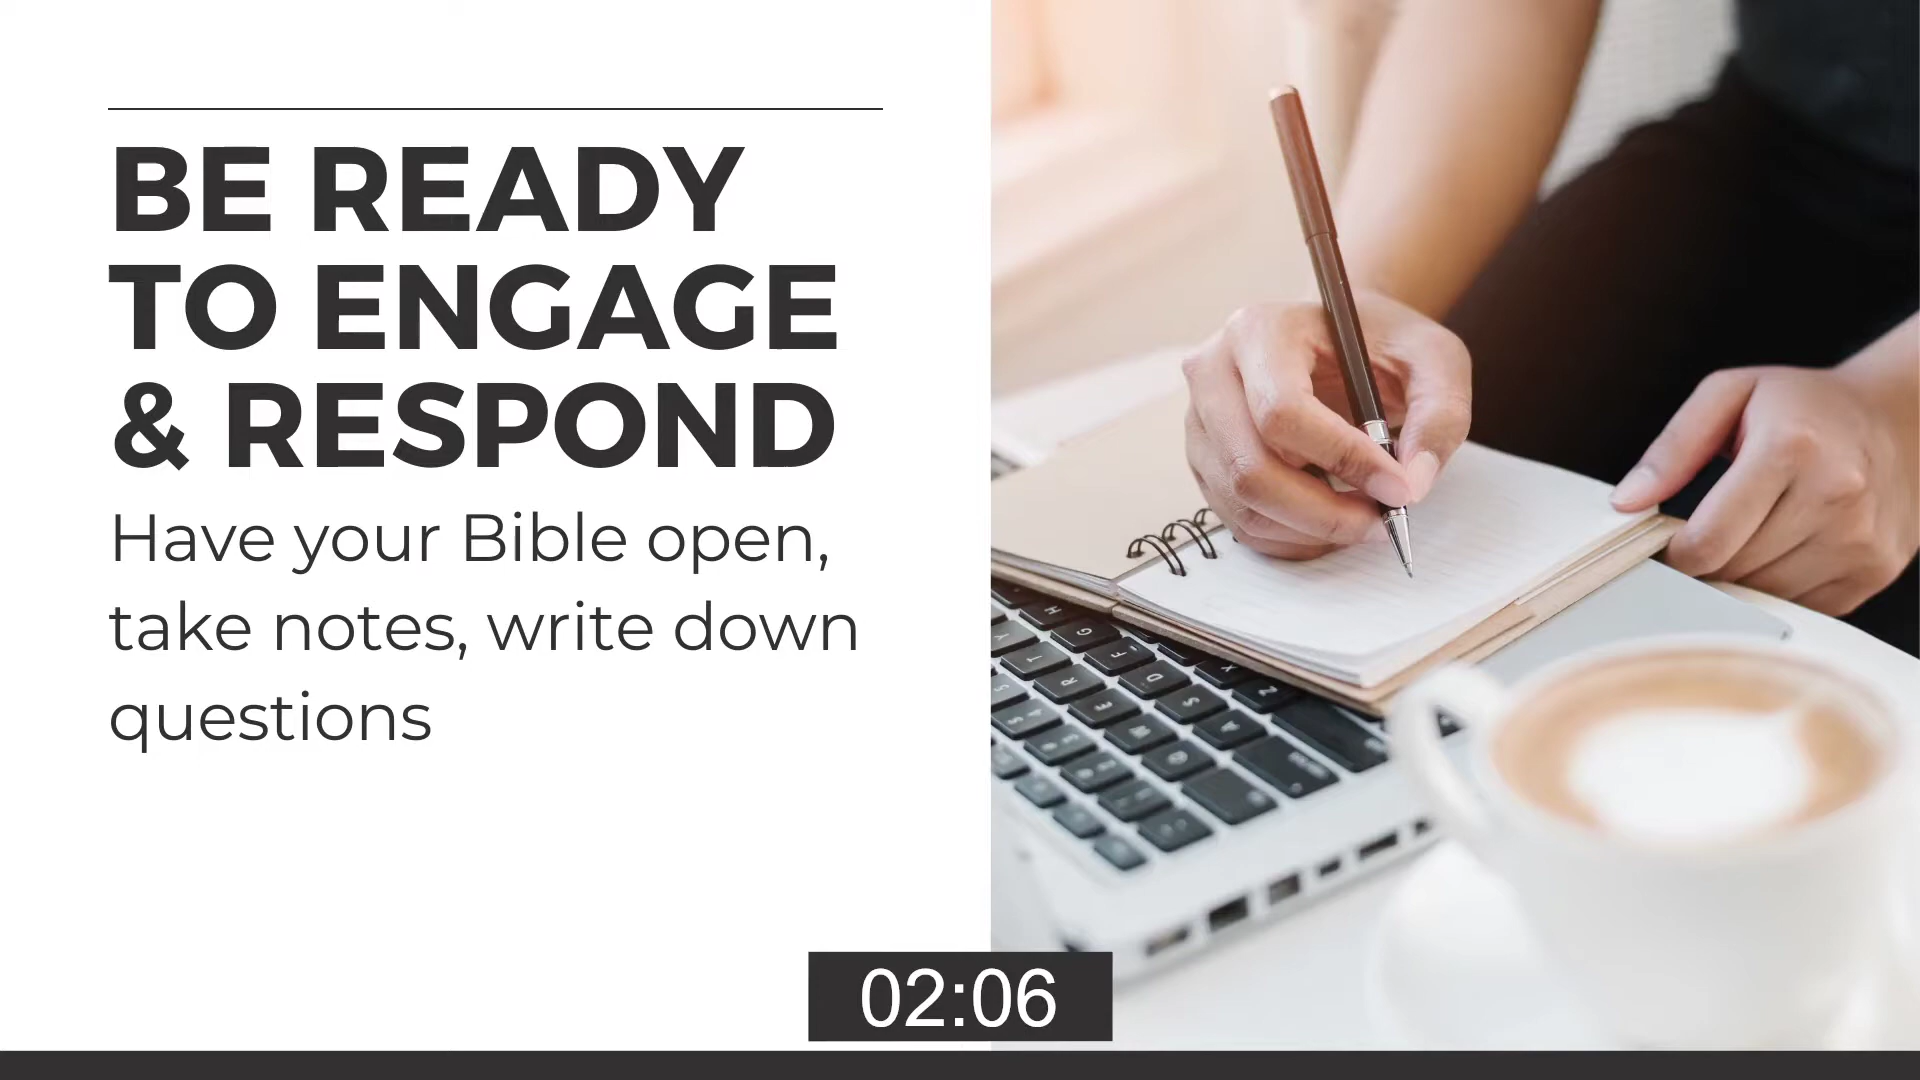 BE READY
TO ENGAGE
& RESPOND
Have your Bible open,
take notes, write down
questions
02:06